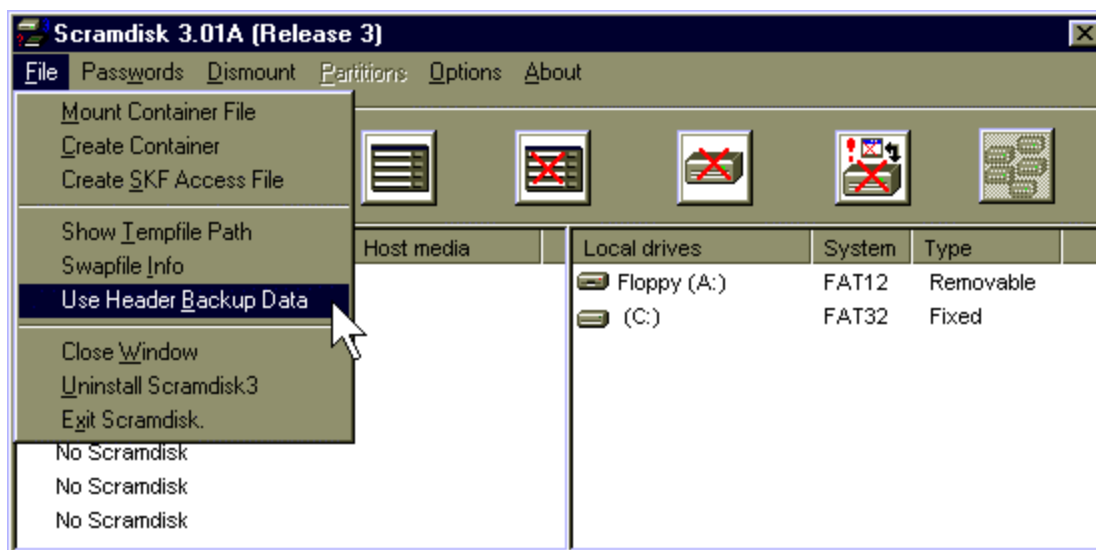 Scramdisk 3.01A (Release 3)
File Passwords Dismount Partitions Options About
Mount Container File
Create Container
Create SKF Access File
Show Tempfile Path
Swapfile Info
Use Header Backup Data
Close Window
Uninstall Scramdisk3
Exit Scramdisk.
Host media
No Scramdisk
No Scramdisk
No Scramdisk
Local drives System Type
Floppy (A:) FAT12 Removable
(C:) FAT32 Fixed